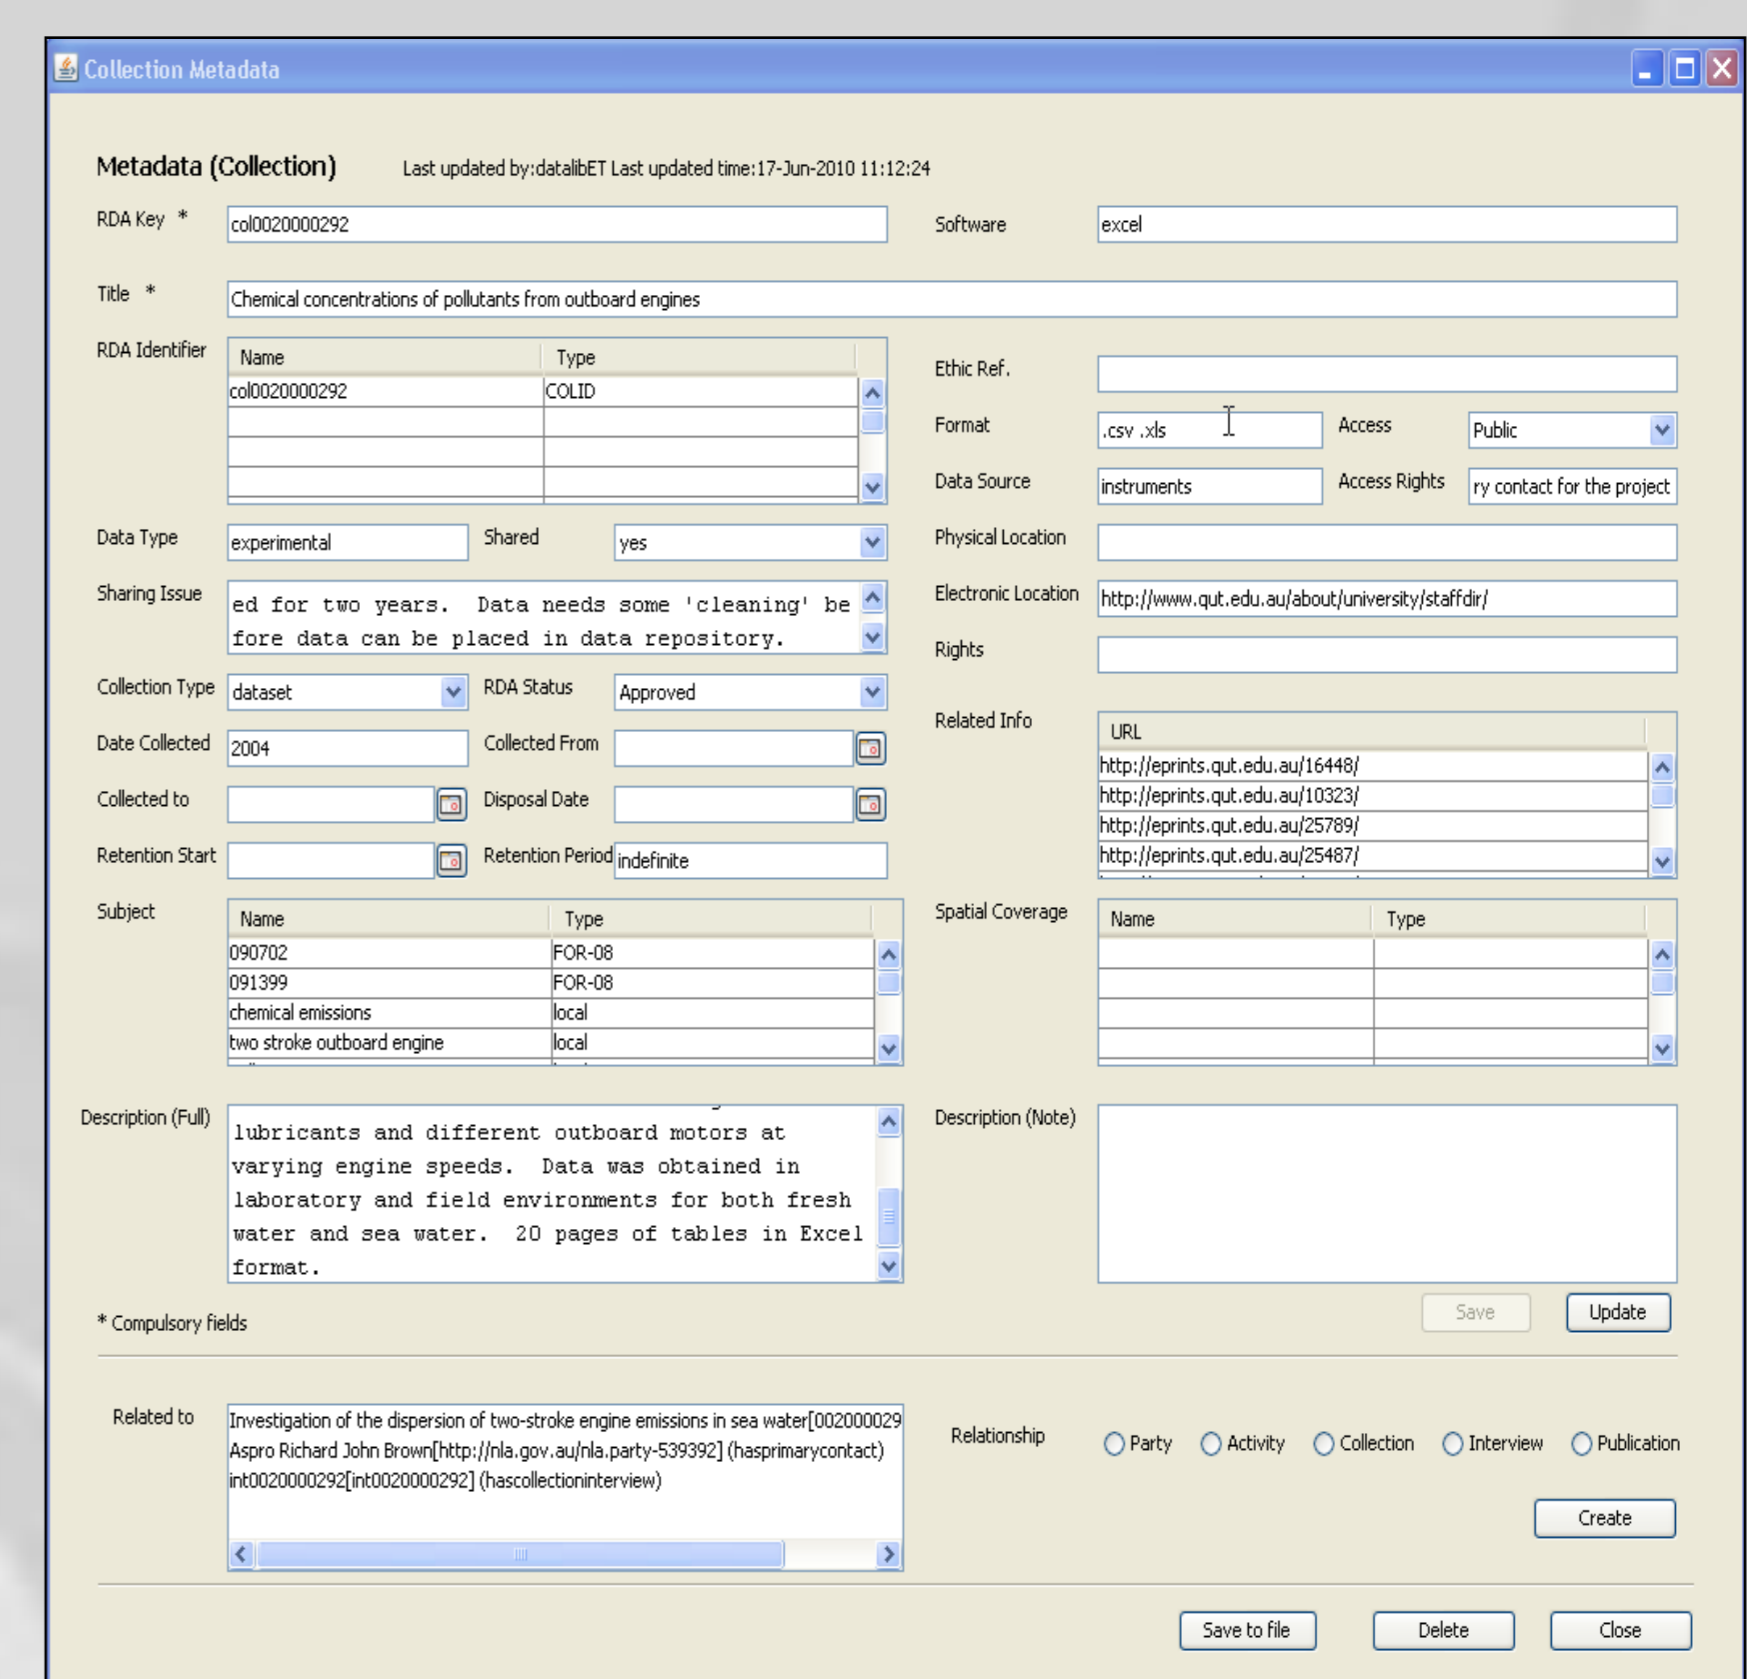 Collection Metadata
Metadata (Collection) Last updated by:datalibET Last updated time:17-Jun-2010 11:12:24
RDA Key * col0020000292 Software excel
Title * Chemical concentrations of pollutants from outboard engines
RDA Identifier Name Type
col0020000292 COLID
Ethic Ref.
Format .csv .xls Access Public
Data Source instruments Access Rights ry contact for the project
Data Type experimental Shared yes Physical Location
Sharing Issue ed for two years. Data needs some 'cleaning' be
fore data can be placed in data repository.
Electronic Location http://www.qut.edu.au/about/university/staffdir/
Rights
Collection Type dataset RDA Status Approved
Date Collected 2004 Collected From
Collected to Disposal Date
Retention Start Retention Period indefinite
Related Info URL
http://eprints.qut.edu.au/16448/
http://eprints.qut.edu.au/10323/
http://eprints.qut.edu.au/25789/
http://eprints.qut.edu.au/25487/
Subject Name Type
090702 FOR-08
091399 FOR-08
chemical emissions local
two stroke outboard engine local
Spatial Coverage Name Type
Description (Full) lubricants and different outboard motors at
varying engine speeds. Data was obtained in
laboratory and field environments for both fresh
water and sea water. 20 pages of tables in Excel
format.
Description (Note)
* Compulsory fields Save Update
Related to Investigation of the dispersion of two-stroke engine emissions in sea water[002000029
Aspro Richard John Brown[http://nla.gov.au/nla.party-539392] (hasprimarycontact)
int0020000292[int0020000292] (hascollectioninterview)
Relationship Party Activity Collection Interview Publication
Create
Save to file Delete Close